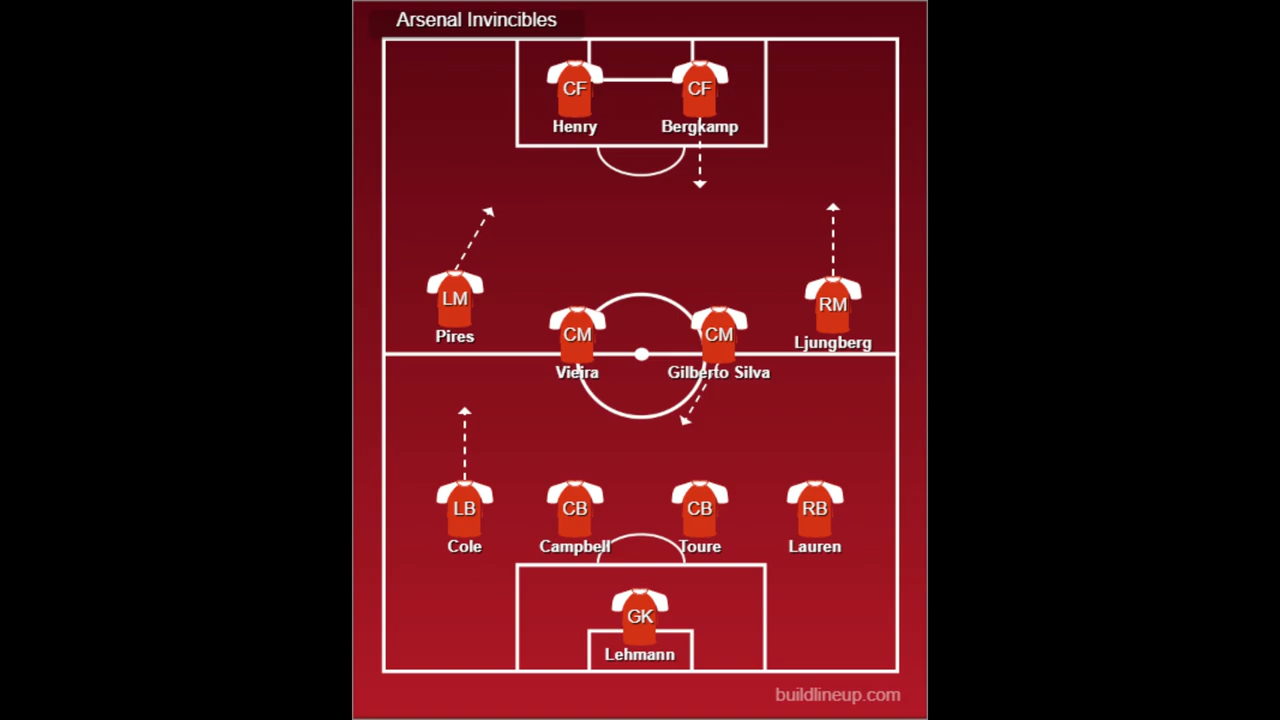 Arsenal Invincibles
CF CF
Henry Bergkamp
LM RM
Pires Ljungberg
CM CM
Vieira Gilberto Silva
LB CB CB RB
Cole Campbell Toure Lauren
GK
Lehmann
buildlineup.com